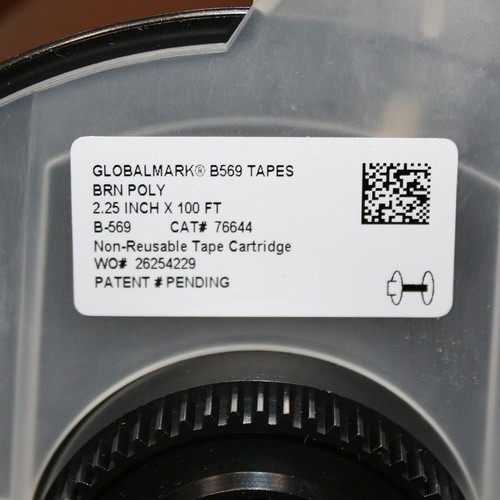 GLOBALMARK® B569 TAPES
BRN POLY
2.25 INCH X 100 FT
B-569 CAT# 76644
Non-Reusable Tape Cartridge
WO# 26254229
PATENT # PENDING